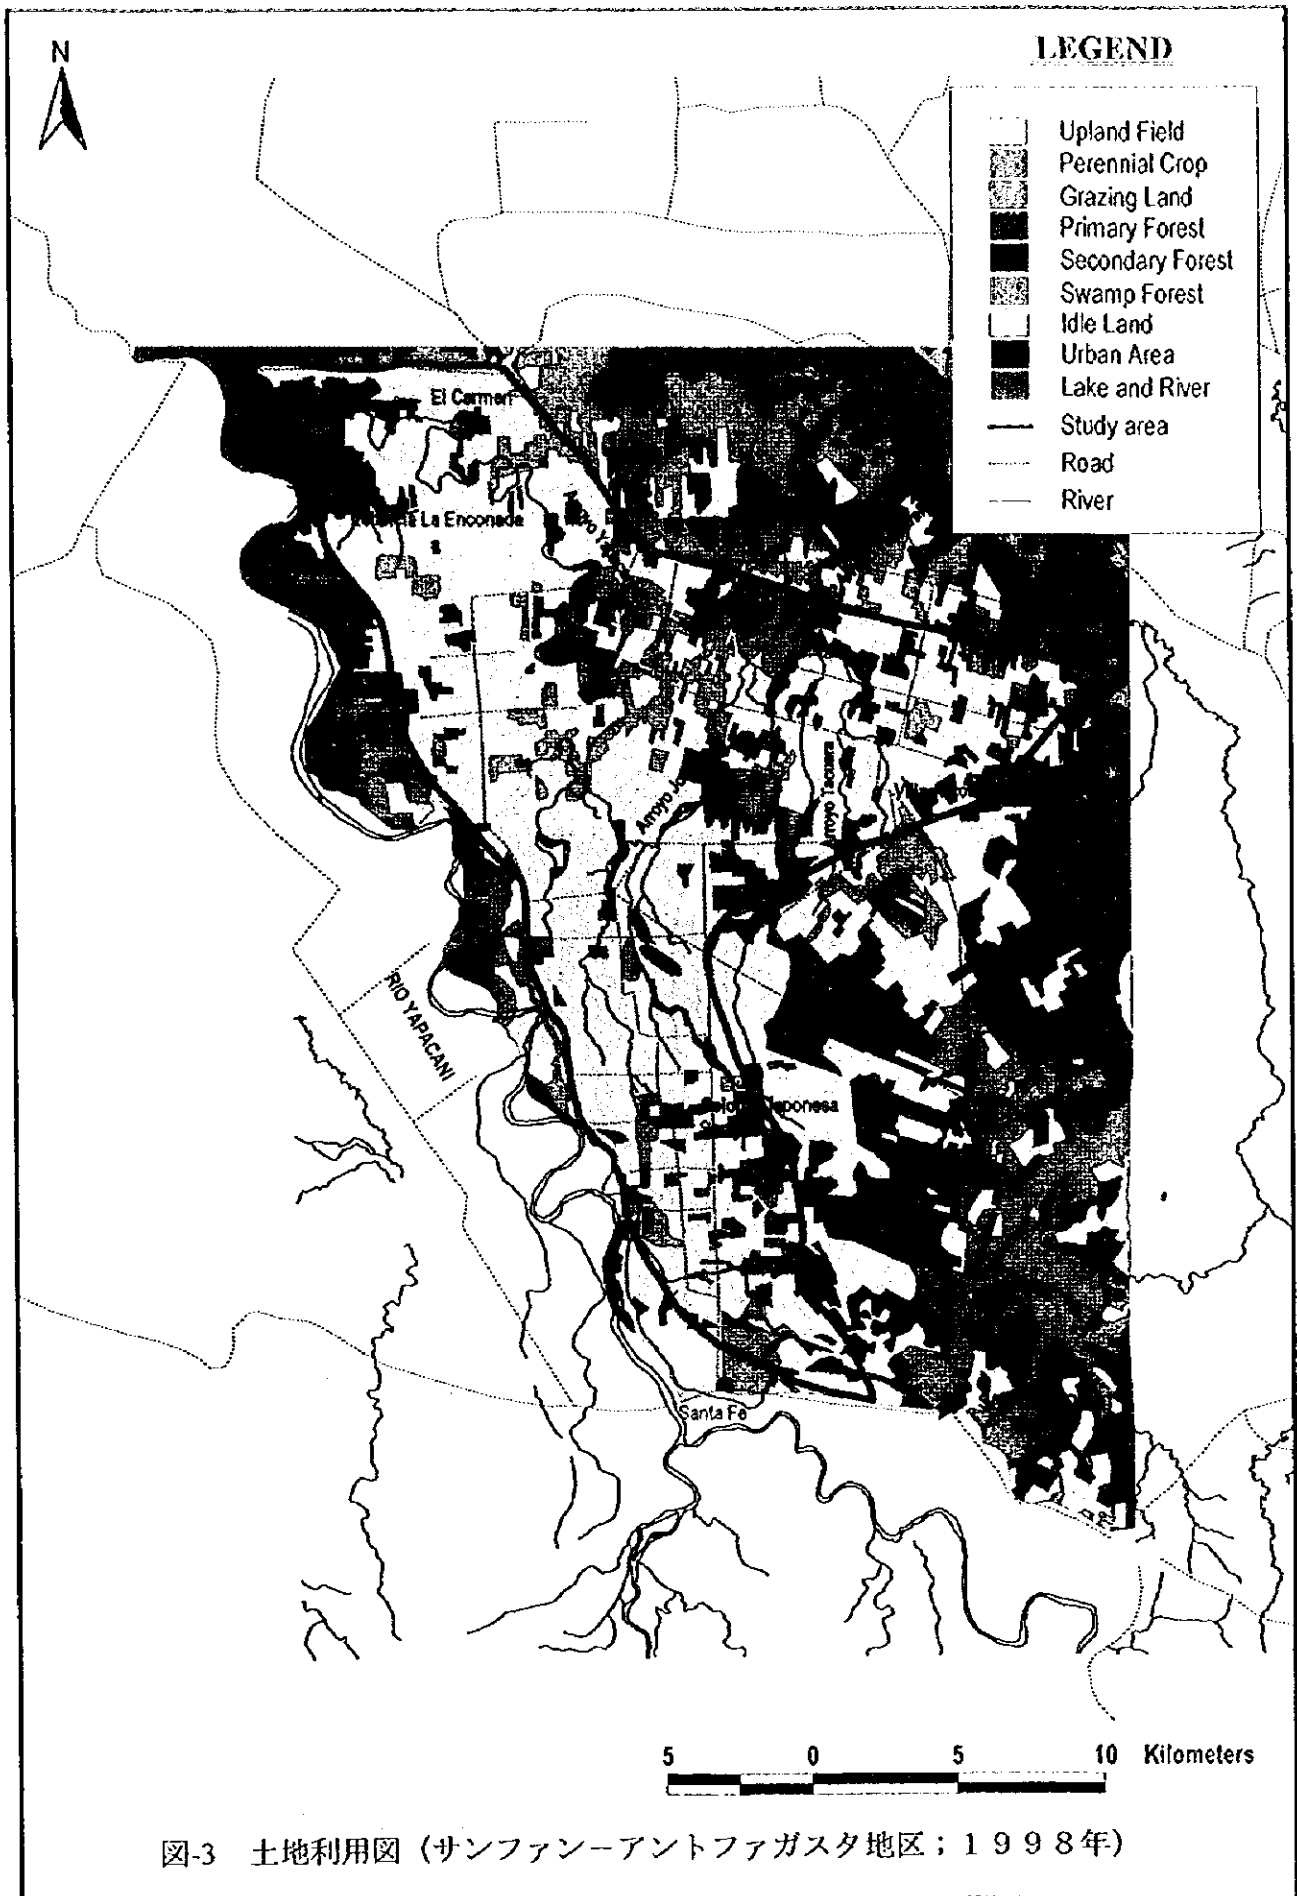 N
LEGEND
Upland Field
Perennial Crop
Grazing Land
Primary Forest
Secondary Forest
Swamp Forest
Idle Land
Urban Area
Lake and River
Study area
Road
River
El Carmen
La Enconada
Arroyo
Arroyo Tacuara
RIO YAPACANI
Santa Fe
5 0 5 10 Kilometers
図-3 土地利用図（サンファン－アントファガスタ地区；１９９８年）